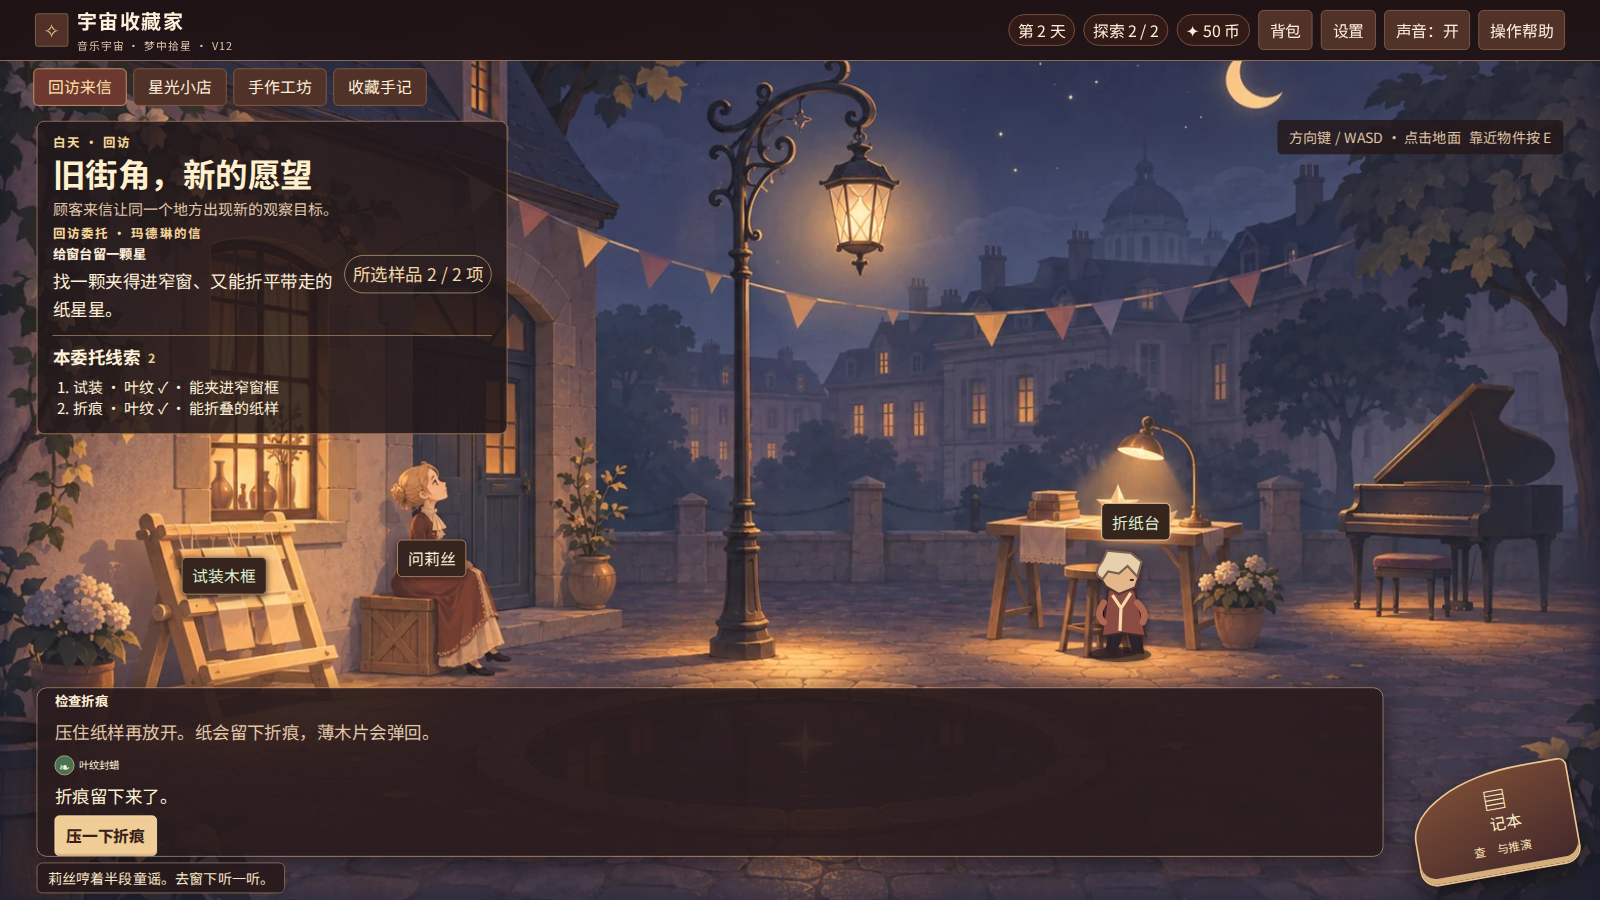 宇宙收藏家
音乐宇宙 · 梦中拾星 · V12
第 2 天
探索 2 / 2
✦ 50 币
背包
设置
声音：开
操作帮助
回访来信
星光小店
手作工坊
收藏手记
白天 · 回访
旧街角，新的愿望
顾客来信让同一个地方出现新的观察目标。
回访委托 · 玛德琳的信
给窗台留一颗星
找一颗夹得进窄窗、又能折平带走的
纸星星。
所选样品 2 / 2 项
本委托线索 2
1. 试装 · 叶纹 ✓ · 能夹进窄窗框
2. 折痕 · 叶纹 ✓ · 能折叠的纸样
方向键 / WASD · 点击地面 靠近物件按 E
试装木框
问莉丝
折纸台
检查折痕
压住纸样再放开。纸会留下折痕，薄木片会弹回。
叶纹封蜡
折痕留下来了。
压一下折痕
莉丝哼着半段童谣。去窗下听一听。
记本
查 与推演